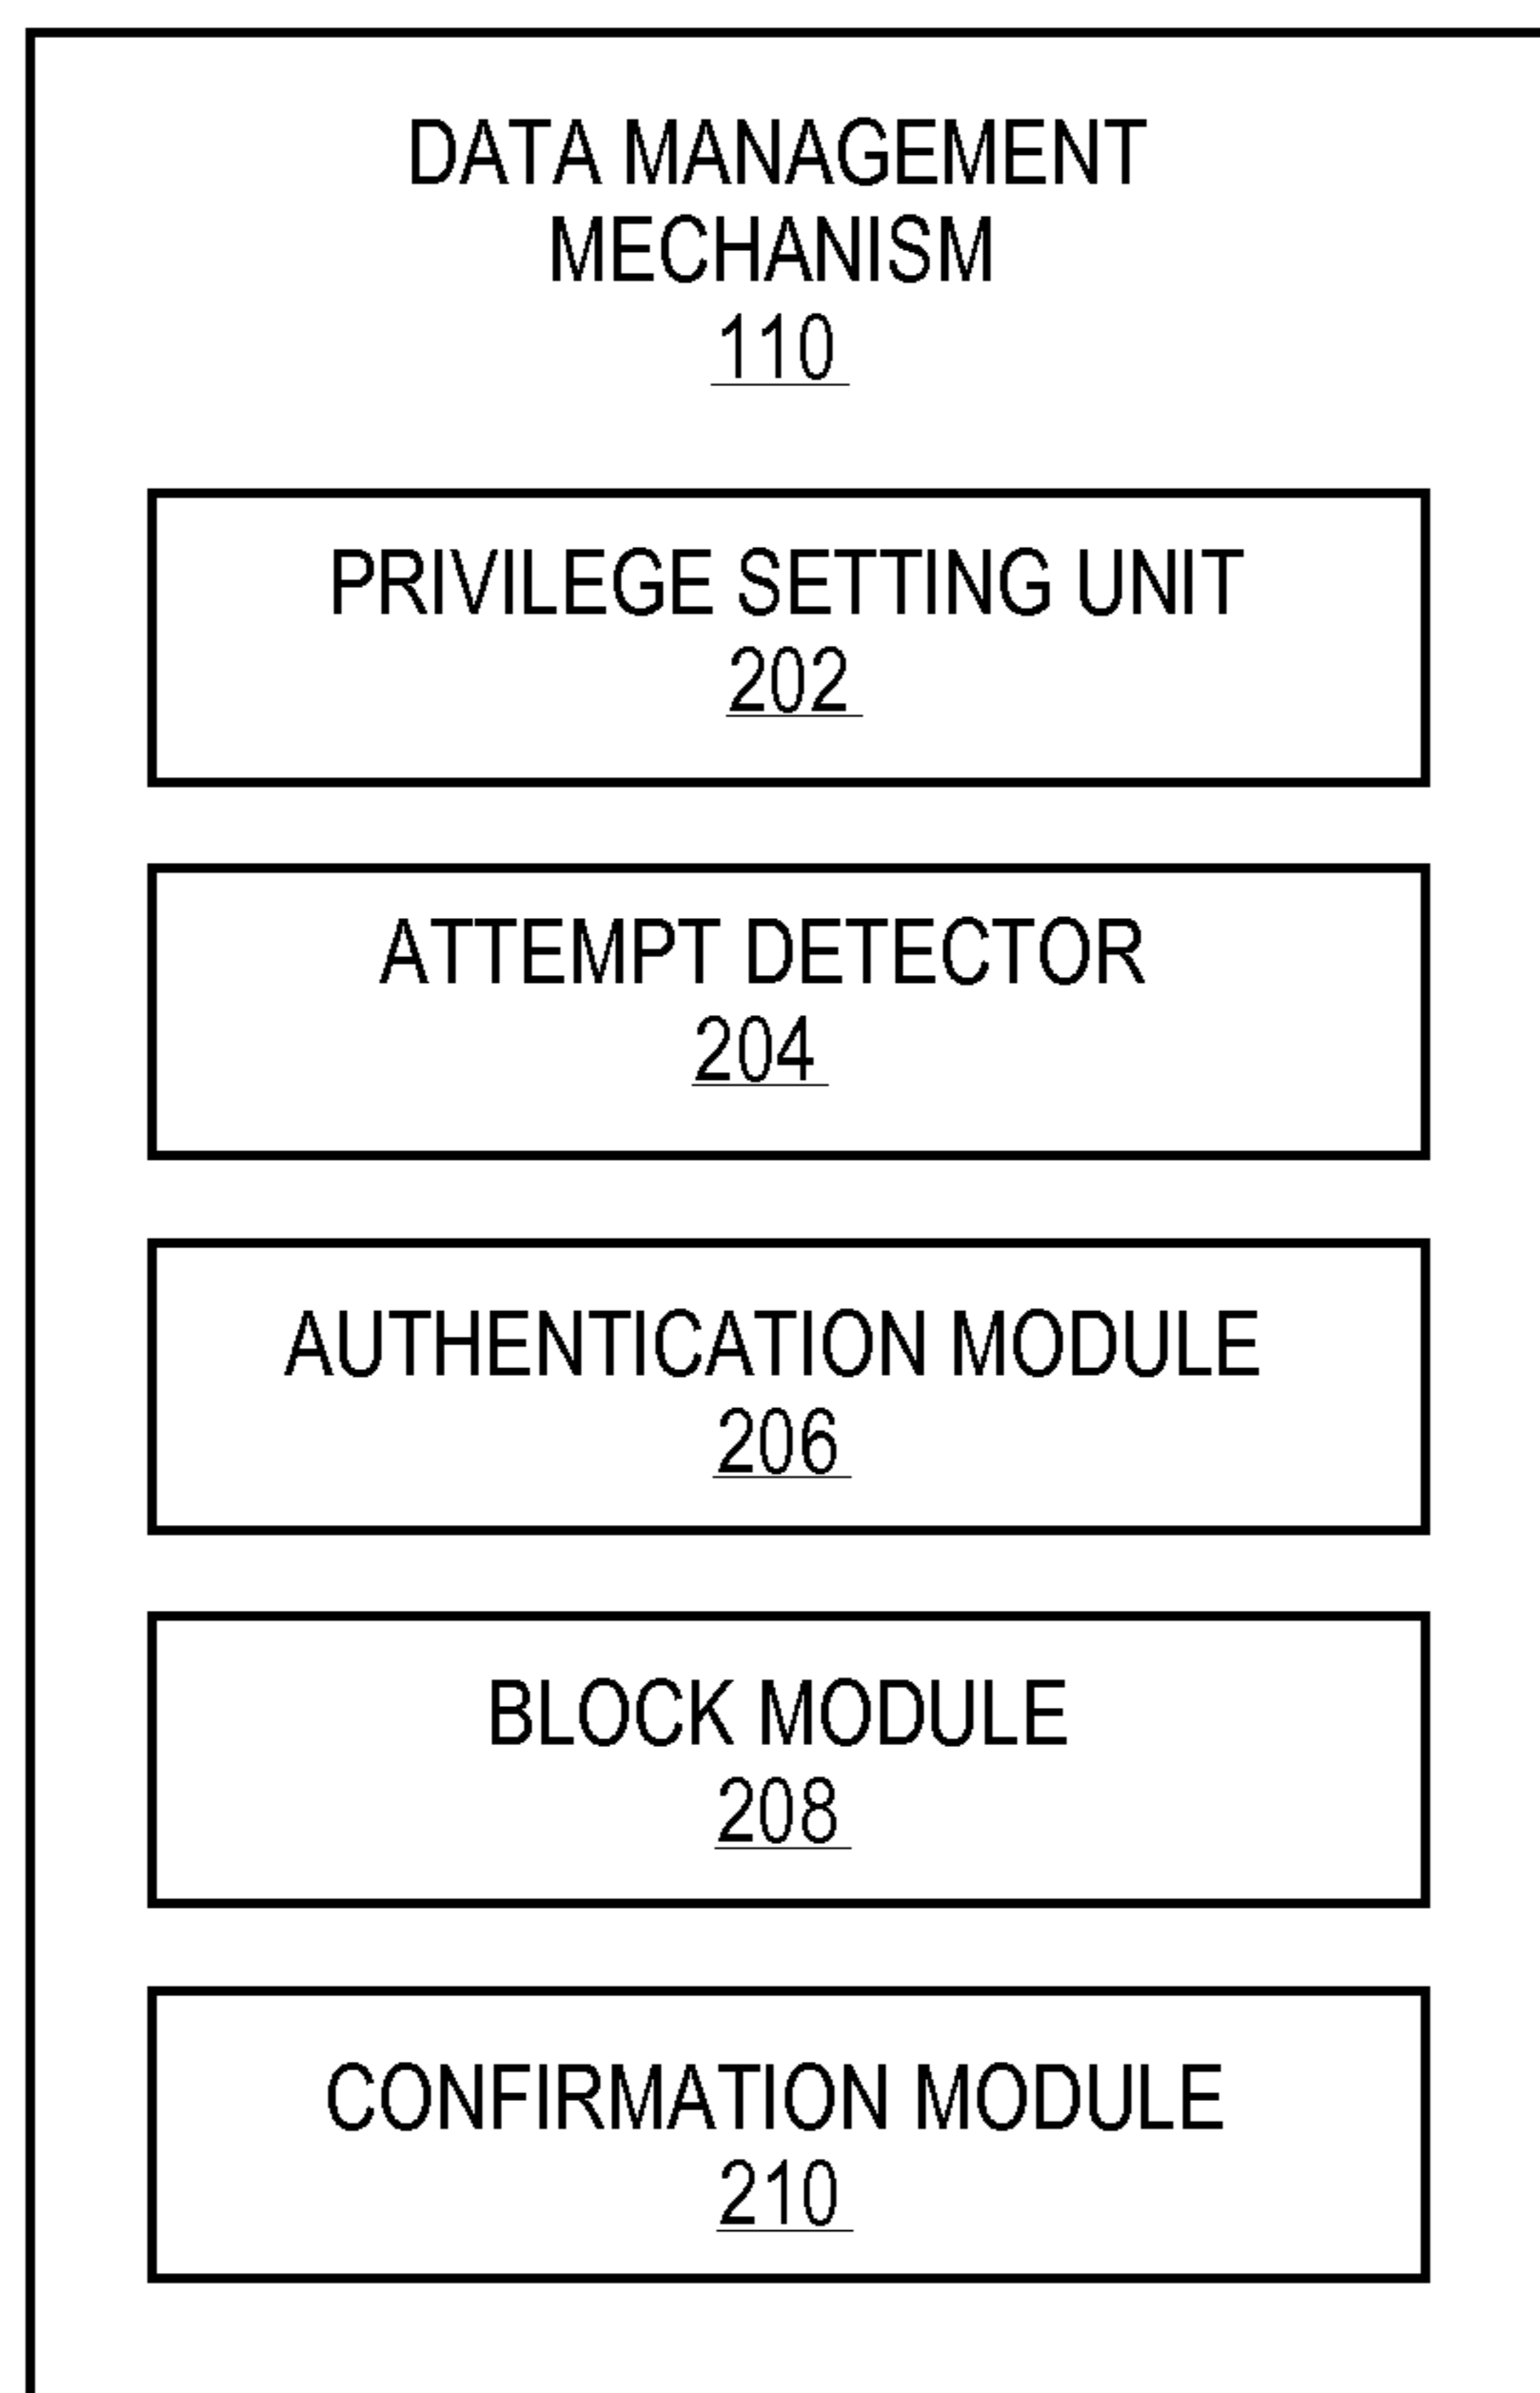 DATA MANAGEMENT
MECHANISM
110
PRIVILEGE SETTING UNIT
202
ATTEMPT DETECTOR
204
AUTHENTICATION MODULE
206
BLOCK MODULE
208
CONFIRMATION MODULE
210